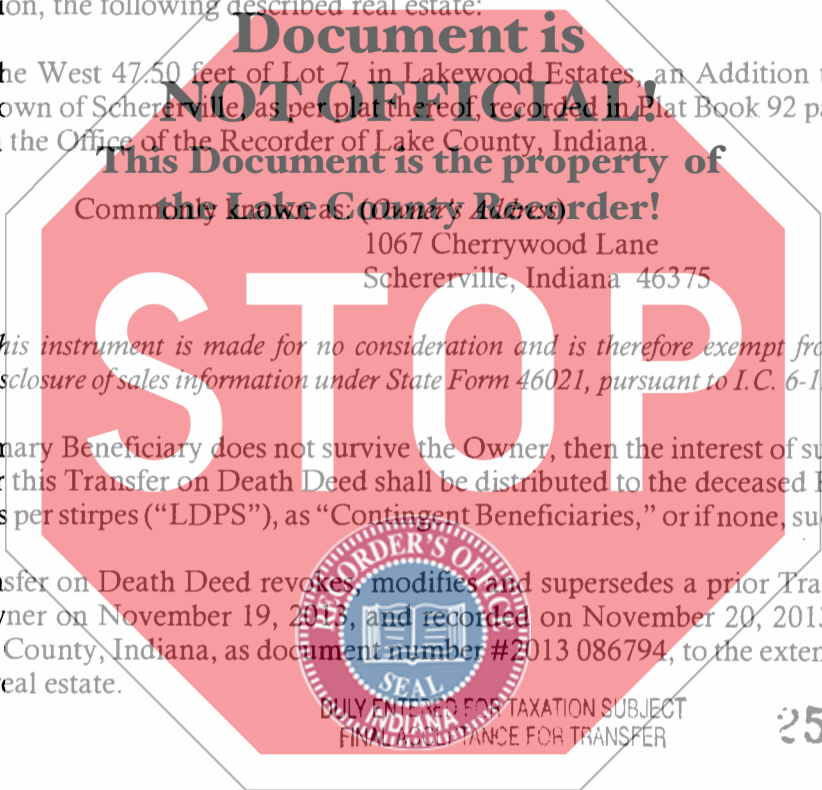 on, the following described real estate:
Document is
he West 47.50 feet of Lot 7, in Lakewood Estates, an Addition
NOT OFFICIAL!
own of Schererville, as per plat thereof, recorded in Plat Book 92 pa
the Office of the Recorder of Lake County, Indiana.
This Document is the property of
the Lake County Recorder!
Commonly known as: (Owner's Address)
1067 Cherrywood Lane
Schererville, Indiana 46375
STOP
his instrument is made for no consideration and is therefore exempt fro
sclosure of sales information under State Form 46021, pursuant to I.C. 6-1
mary Beneficiary does not survive the Owner, then the interest of su
r this Transfer on Death Deed shall be distributed to the deceased
s per stirpes (“LDPS”), as “Contingent Beneficiaries,” or if none, su
sfer on Death Deed revokes, modifies and supersedes a prior Tra
ner on November 19, 2013, and recorded on November 20, 2013
County, Indiana, as document number #2013 086794, to the exten
eal estate.
RECORDER'S OFFICE
SEAL
INDIANA
DULY ENTERED FOR TAXATION SUBJECT
FINAL ACCEPTANCE FOR TRANSFER
25